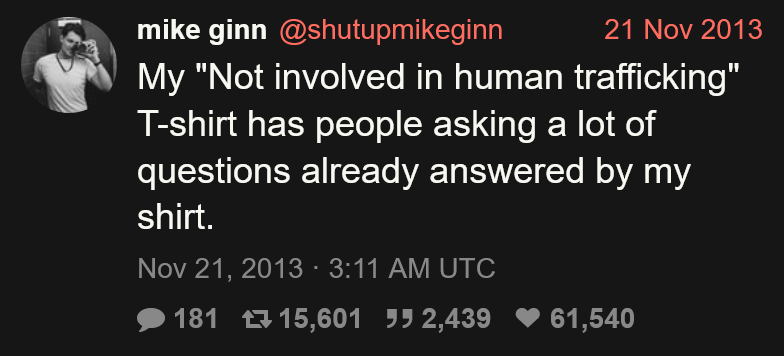 mike ginn @shutupmikeginn 21 Nov 2013
My "Not involved in human trafficking"
T-shirt has people asking a lot of
questions already answered by my
shirt.
Nov 21, 2013 · 3:11 AM UTC
181 15,601 2,439 61,540